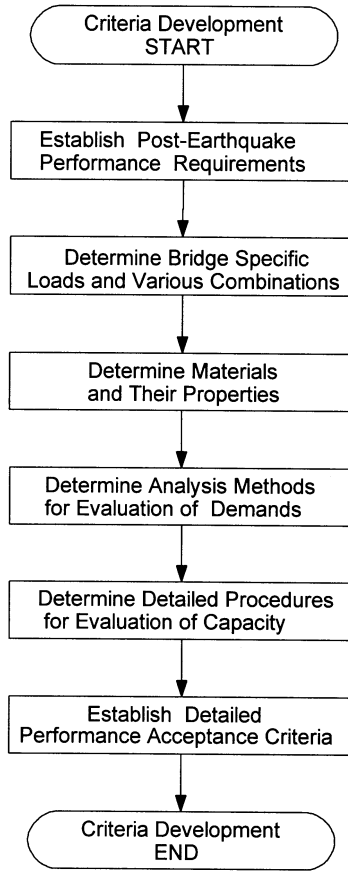 Criteria Development
START
Establish Post-Earthquake
Performance Requirements
Determine Bridge Specific
Loads and Various Combinations
Determine Materials
and Their Properties
Determine Analysis Methods
for Evaluation of Demands
Determine Detailed Procedures
for Evaluation of Capacity
Establish Detailed
Performance Acceptance Criteria
Criteria Development
END